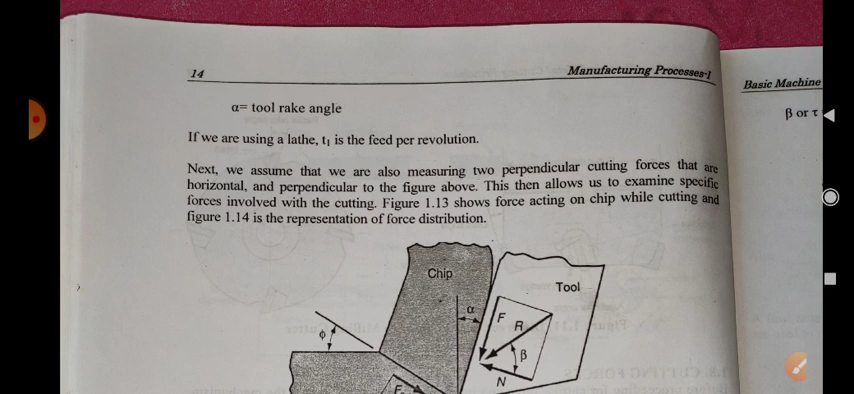 14
Manufacturing Processes-I
α= tool rake angle
If we are using a lathe, t₁ is the feed per revolution.
Next, we assume that we are also measuring two perpendicular cutting forces that are
horizontal, and perpendicular to the figure above. This then allows us to examine specific
forces involved with the cutting. Figure 1.13 shows force acting on chip while cutting and
figure 1.14 is the representation of force distribution.
Chip
Tool
α
F
R
ϕ
β
N
Basic Machine
β or τ